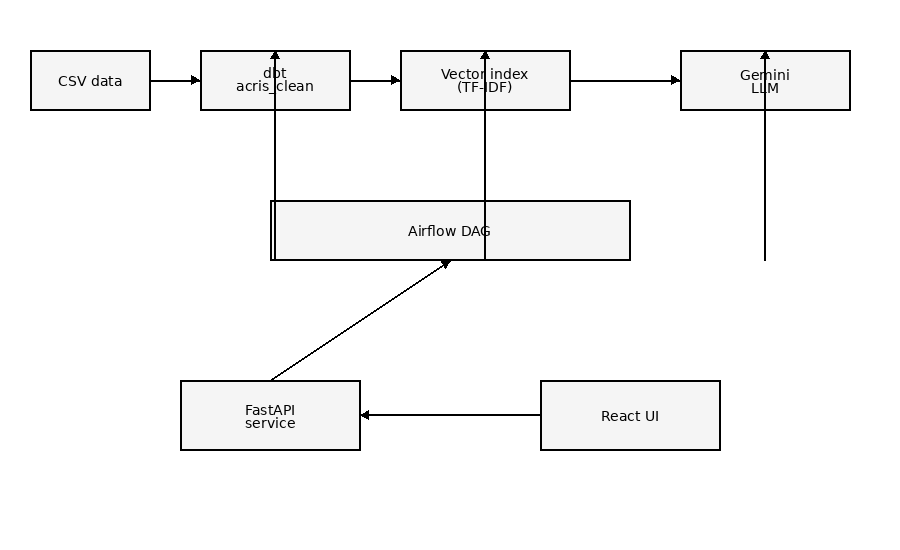 CSV data
dbt
acris_clean
Vector index
(TF-IDF)
Gemini
LLM
Airflow DAG
FastAPI
service
React UI